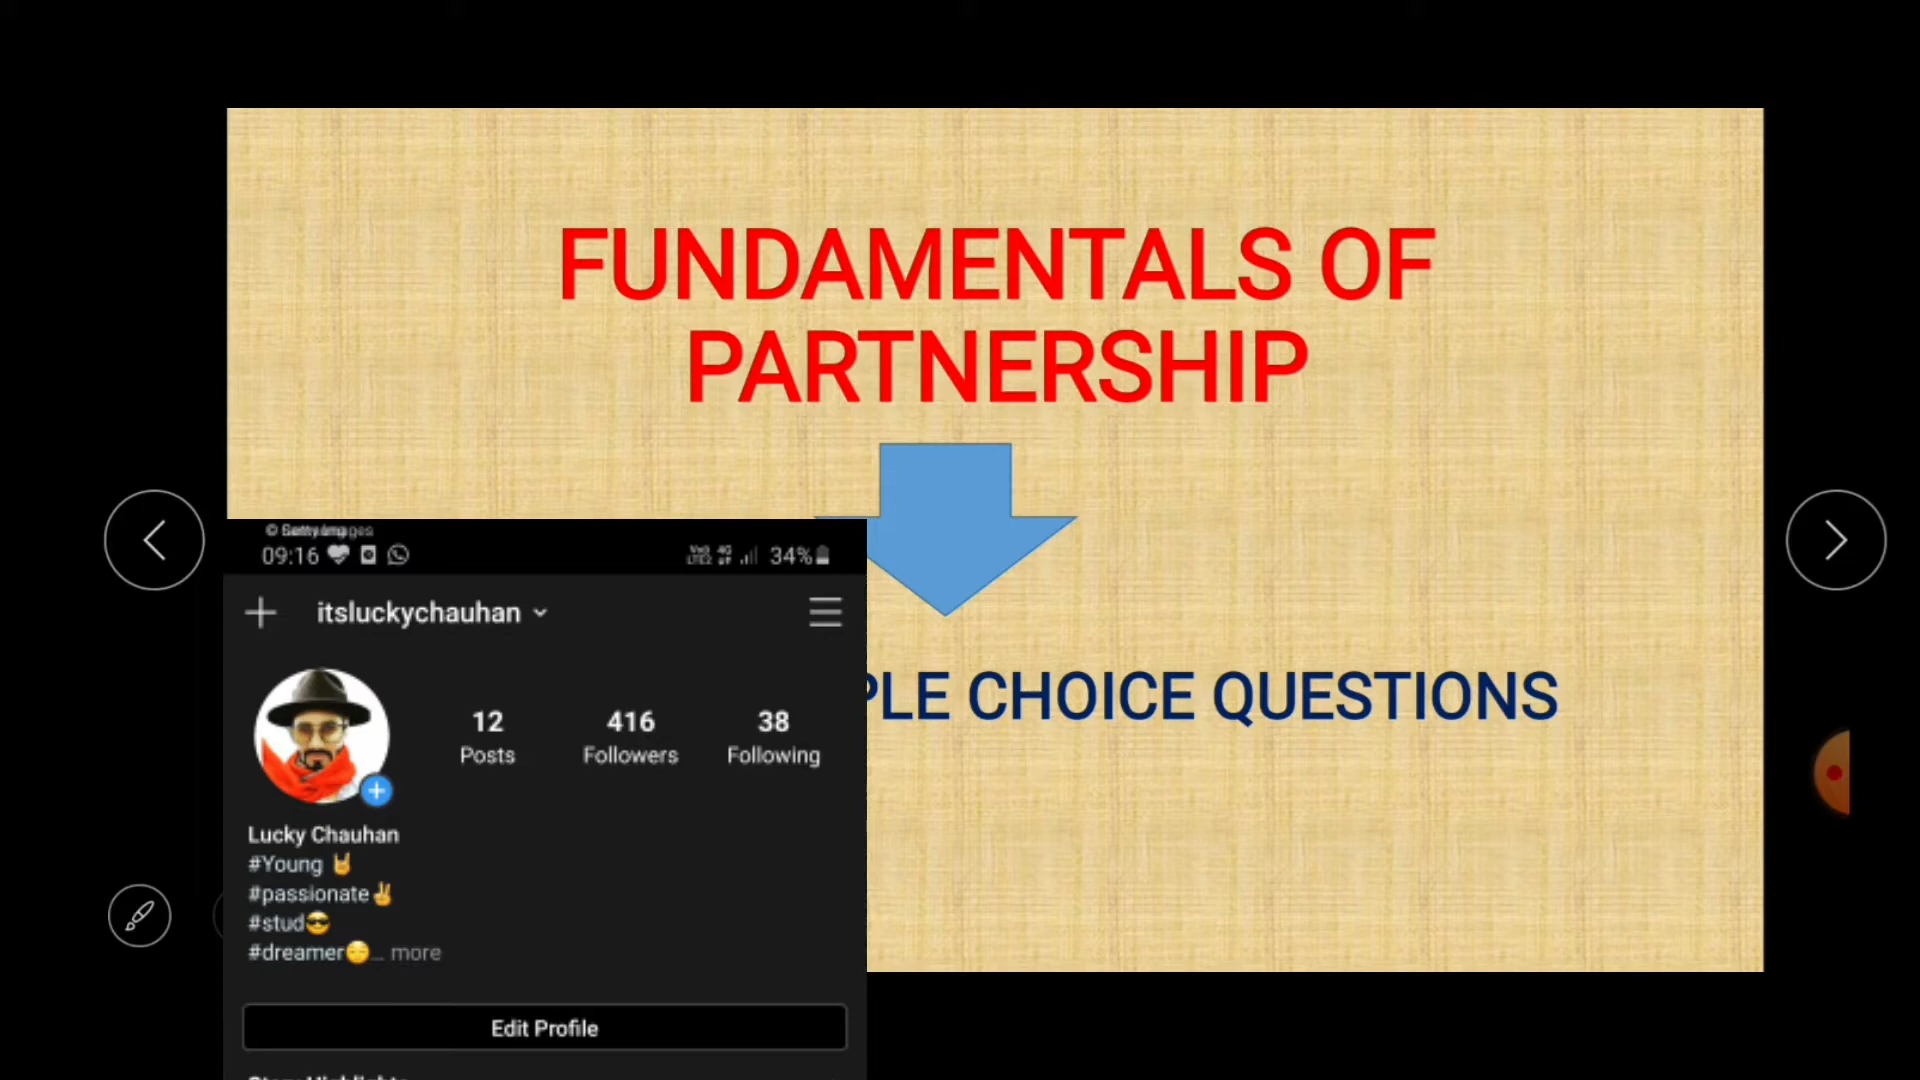 FUNDAMENTALS OF
PARTNERSHIP
PLE CHOICE QUESTIONS
09:16 34%
itsluckychauhan
12 416 38
Posts Followers Following
Lucky Chauhan
#Young 🤘
#passionate✌
#stud😎
#dreamer😌... more
Edit Profile